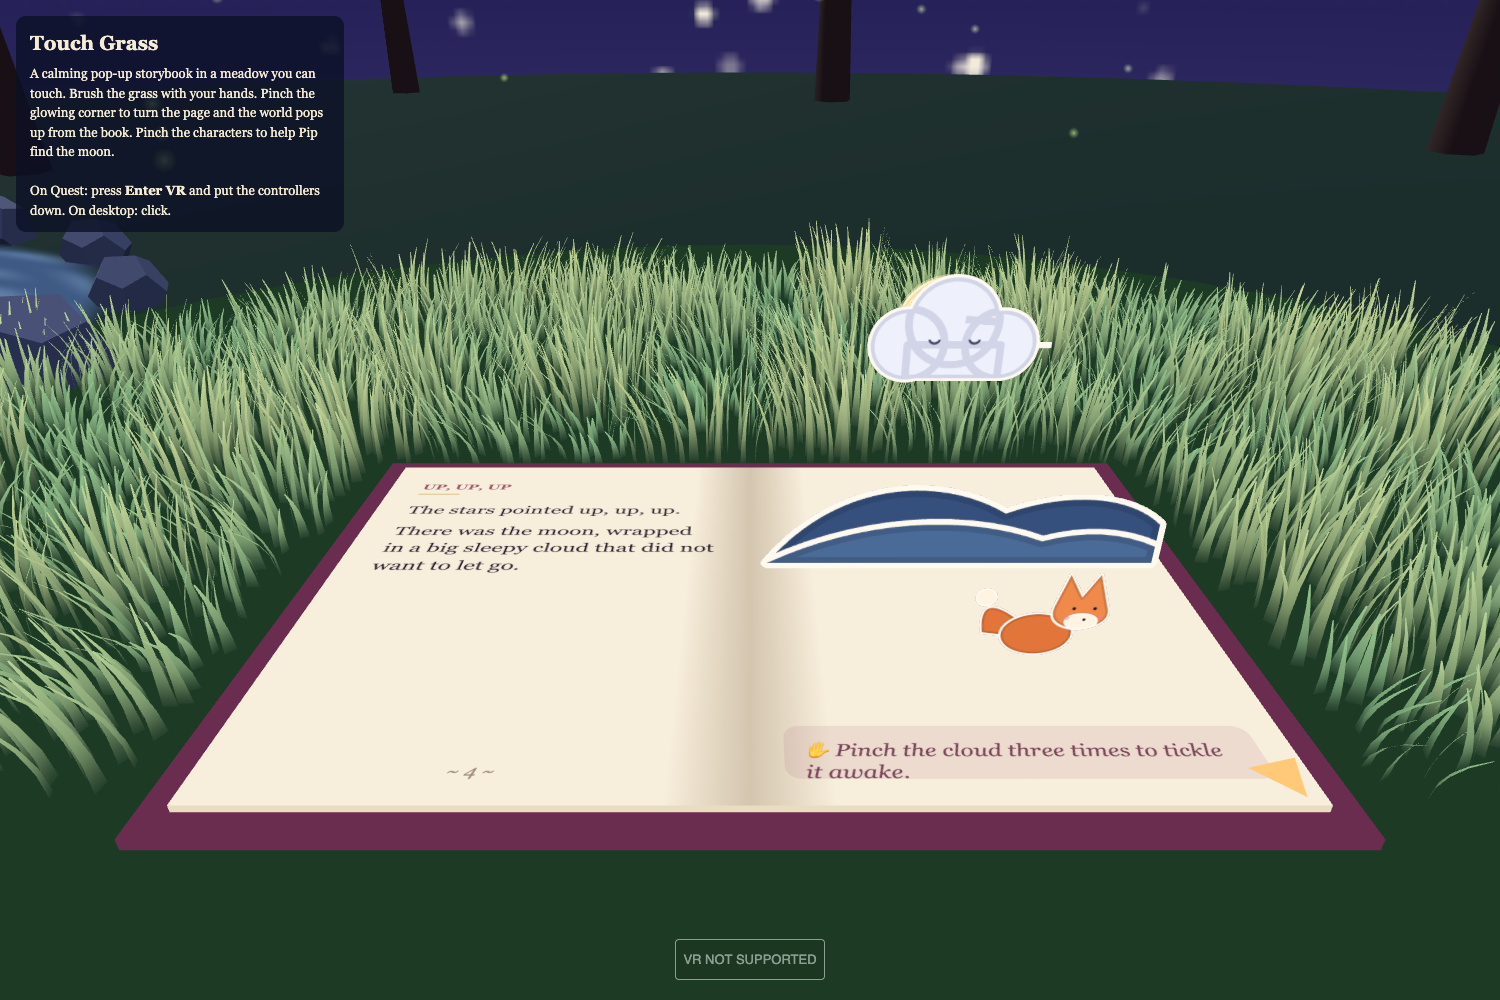 Touch Grass
A calming pop-up storybook in a meadow you can
touch. Brush the grass with your hands. Pinch the
glowing corner to turn the page and the world pops
up from the book. Pinch the characters to help Pip
find the moon.
On Quest: press Enter VR and put the controllers
down. On desktop: click.
UP, UP, UP
The stars pointed up, up, up.
There was the moon, wrapped
in a big sleepy cloud that did not
want to let go.
~ 4 ~
✋ Pinch the cloud three times to tickle
it awake.
VR NOT SUPPORTED